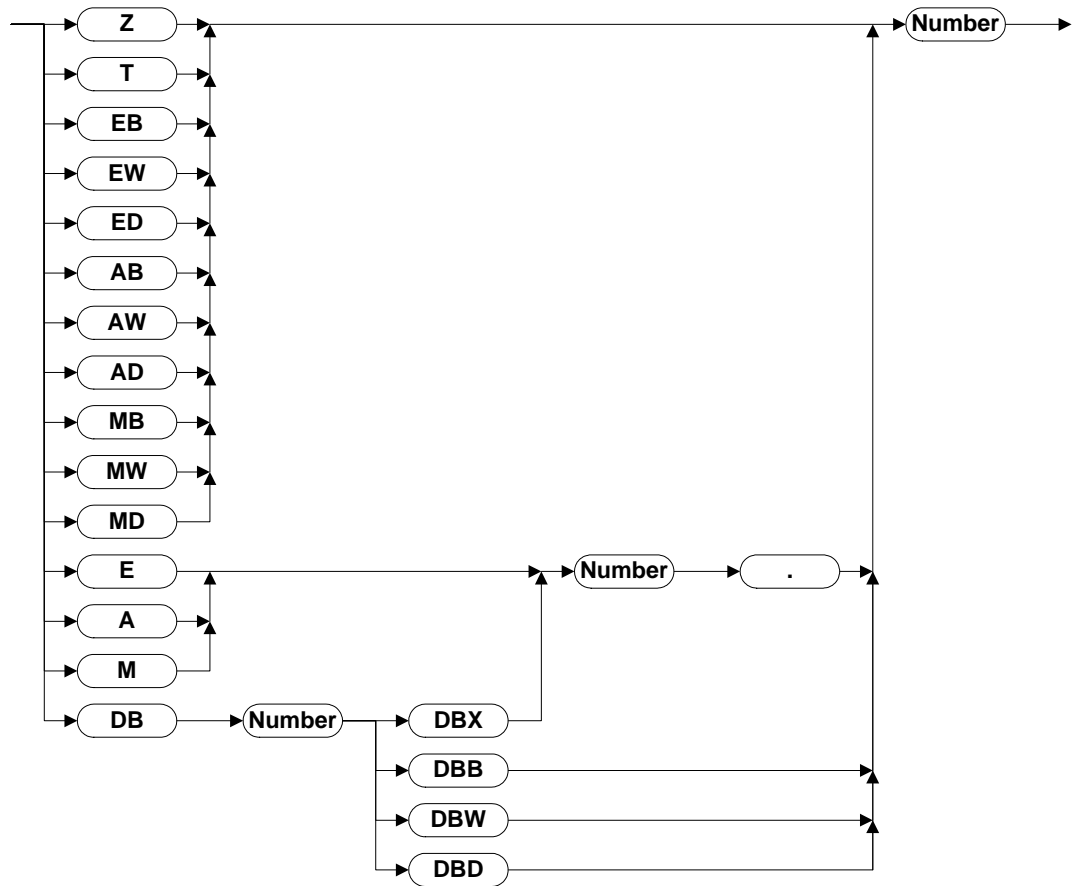 Z Number
T
EB
EW
ED
AB
AW
AD
MB
MW
MD
E Number .
A
M
DB Number DBX
DBB
DBW
DBD